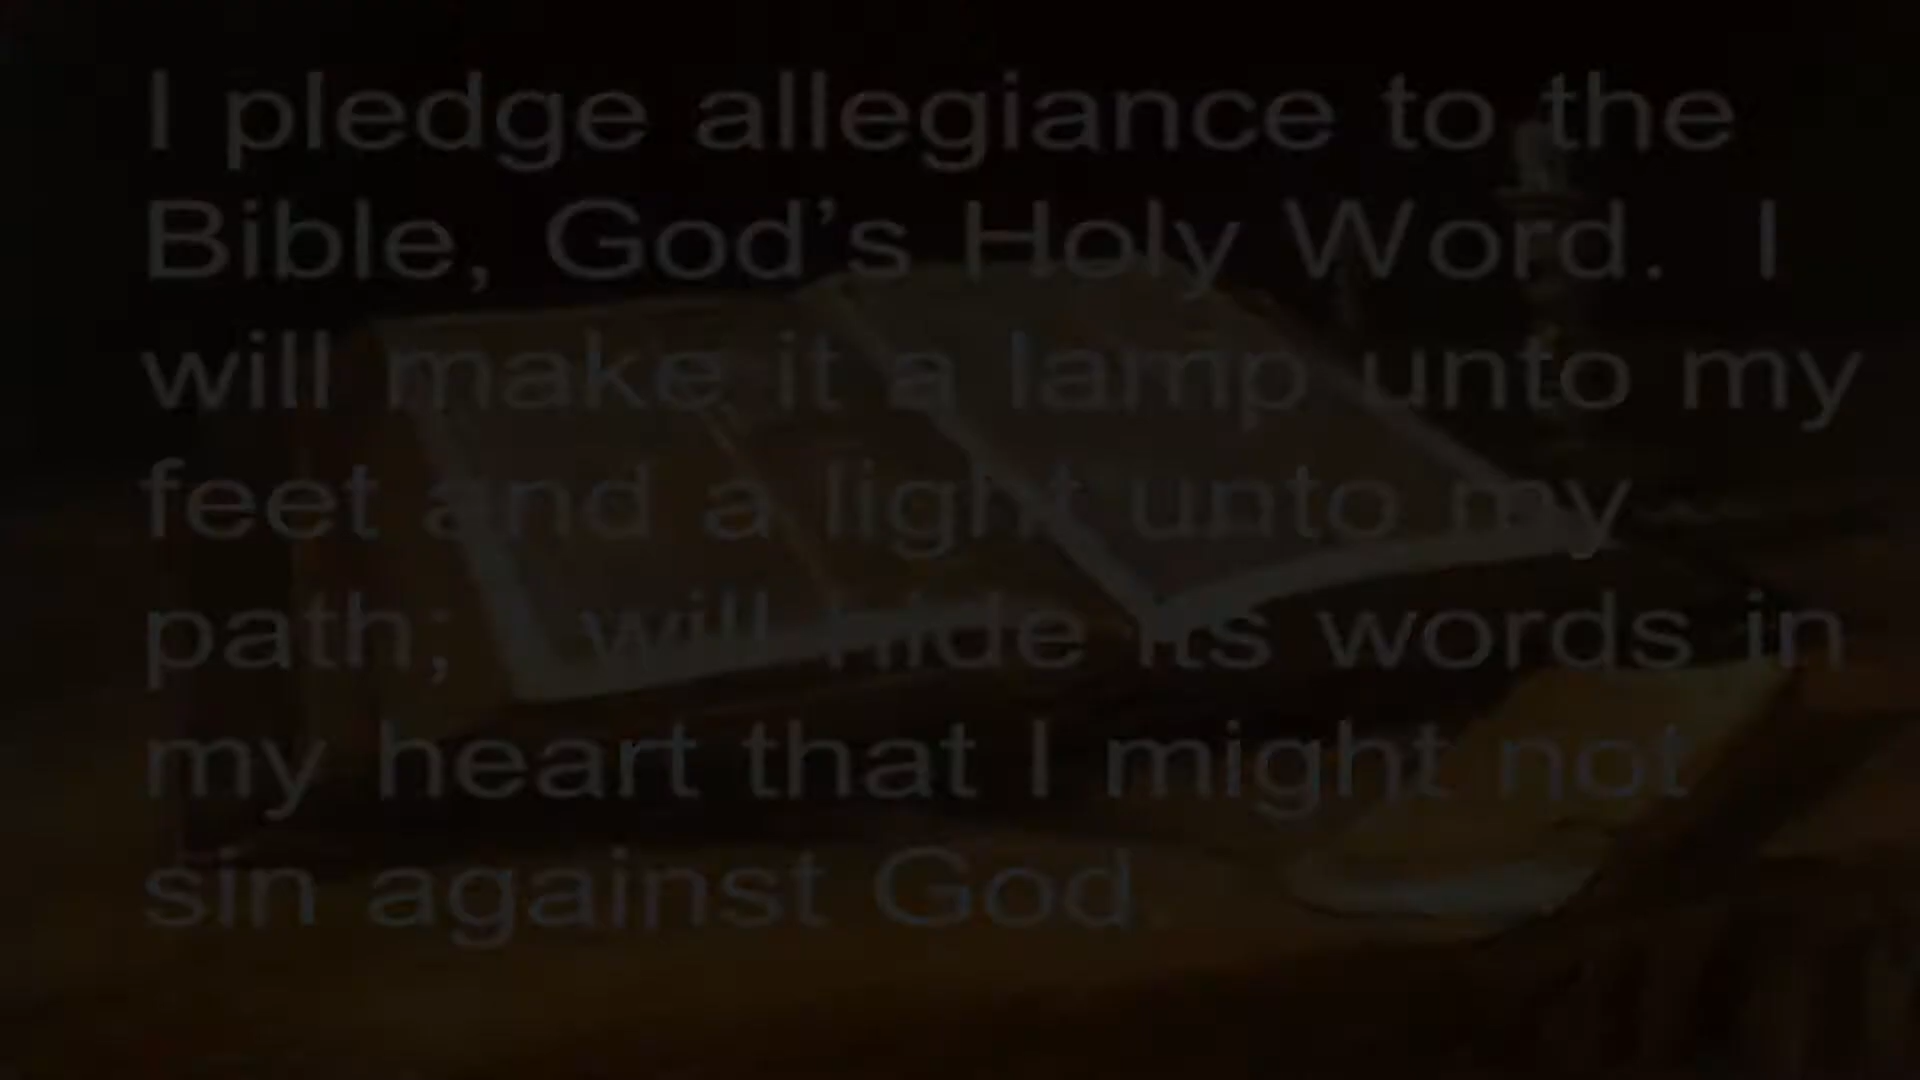 I pledge allegiance to the
Bible, God's Holy Word. I
will make it a lamp unto my
feet and a light unto my
path; will hide its words in
my heart that I might not
sin against God.